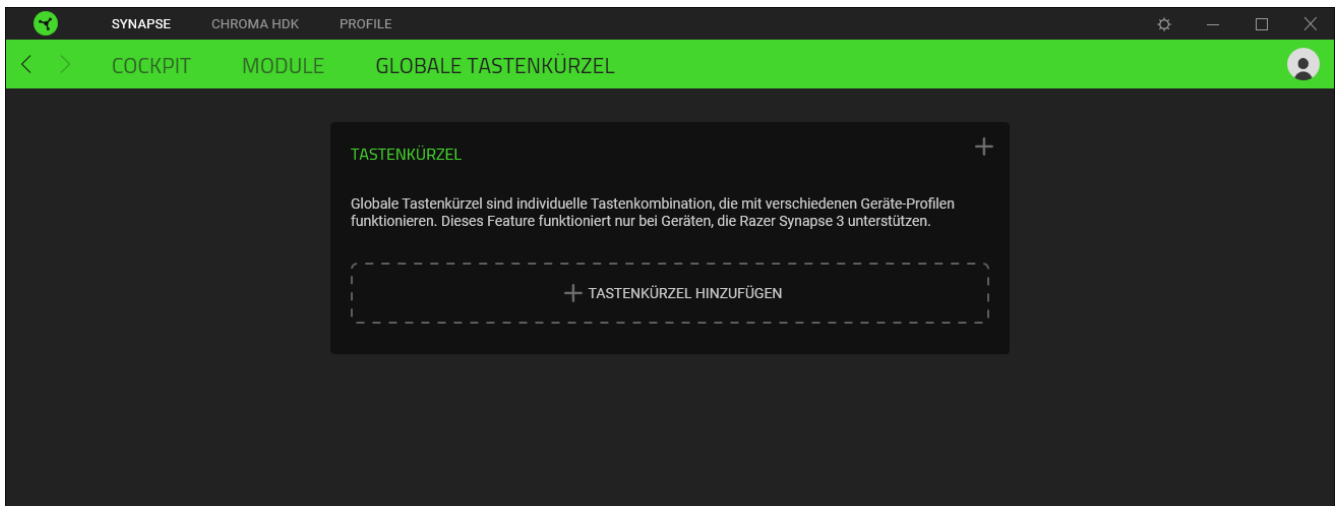 SYNAPSE CHROMA HDK PROFILE
COCKPIT MODULE GLOBALE TASTENKÜRZEL
TASTENKÜRZEL
Globale Tastenkürzel sind individuelle Tastenkombination, die mit verschiedenen Geräte-Profilen
funktionieren. Dieses Feature funktioniert nur bei Geräten, die Razer Synapse 3 unterstützen.
TASTENKÜRZEL HINZUFÜGEN